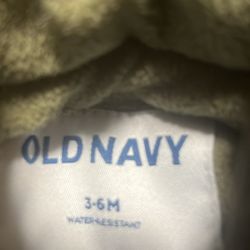 OLD NAVY
3-6M
WATER-RESISTANT